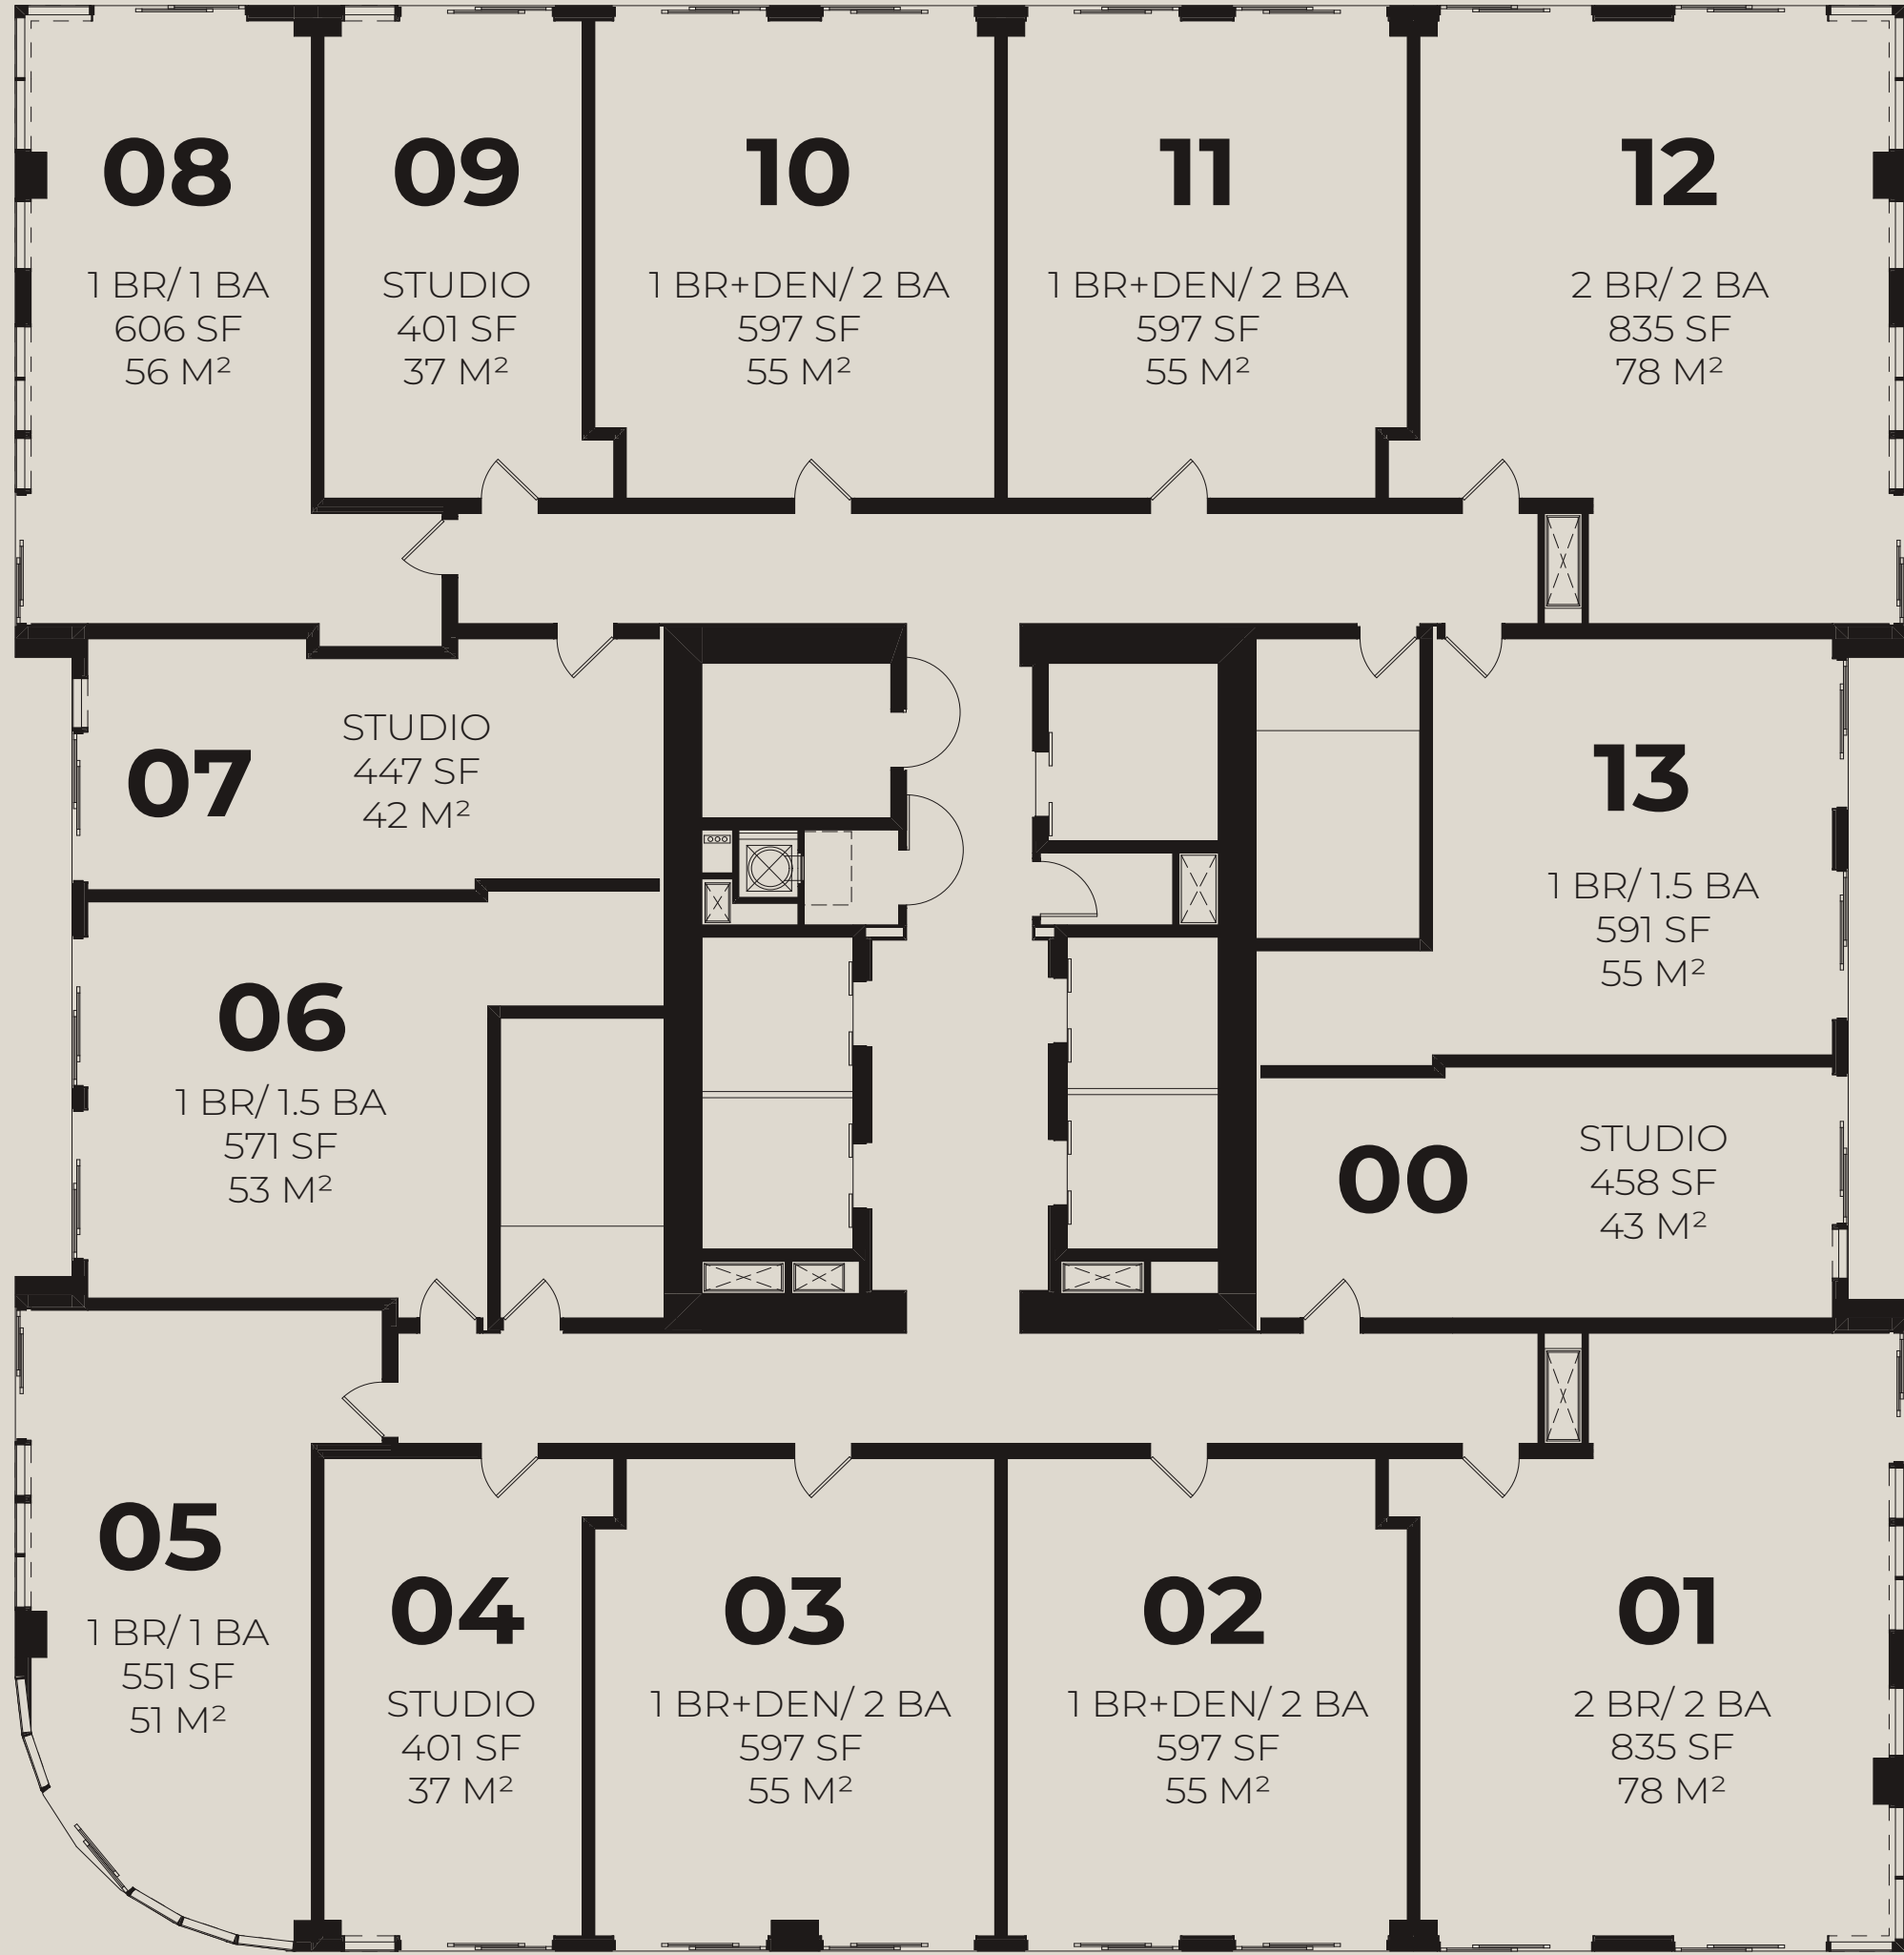 08
1 BR/ 1 BA
606 SF
56 M²
09
STUDIO
401 SF
37 M²
10
1 BR+DEN/ 2 BA
597 SF
55 M²
11
1 BR+DEN/ 2 BA
597 SF
55 M²
12
2 BR/ 2 BA
835 SF
78 M²
07
STUDIO
447 SF
42 M²
13
1 BR/ 1.5 BA
591 SF
55 M²
06
1 BR/ 1.5 BA
571 SF
53 M²
00
STUDIO
458 SF
43 M²
05
1 BR/ 1 BA
551 SF
51 M²
04
STUDIO
401 SF
37 M²
03
1 BR+DEN/ 2 BA
597 SF
55 M²
02
1 BR+DEN/ 2 BA
597 SF
55 M²
01
2 BR/ 2 BA
835 SF
78 M²